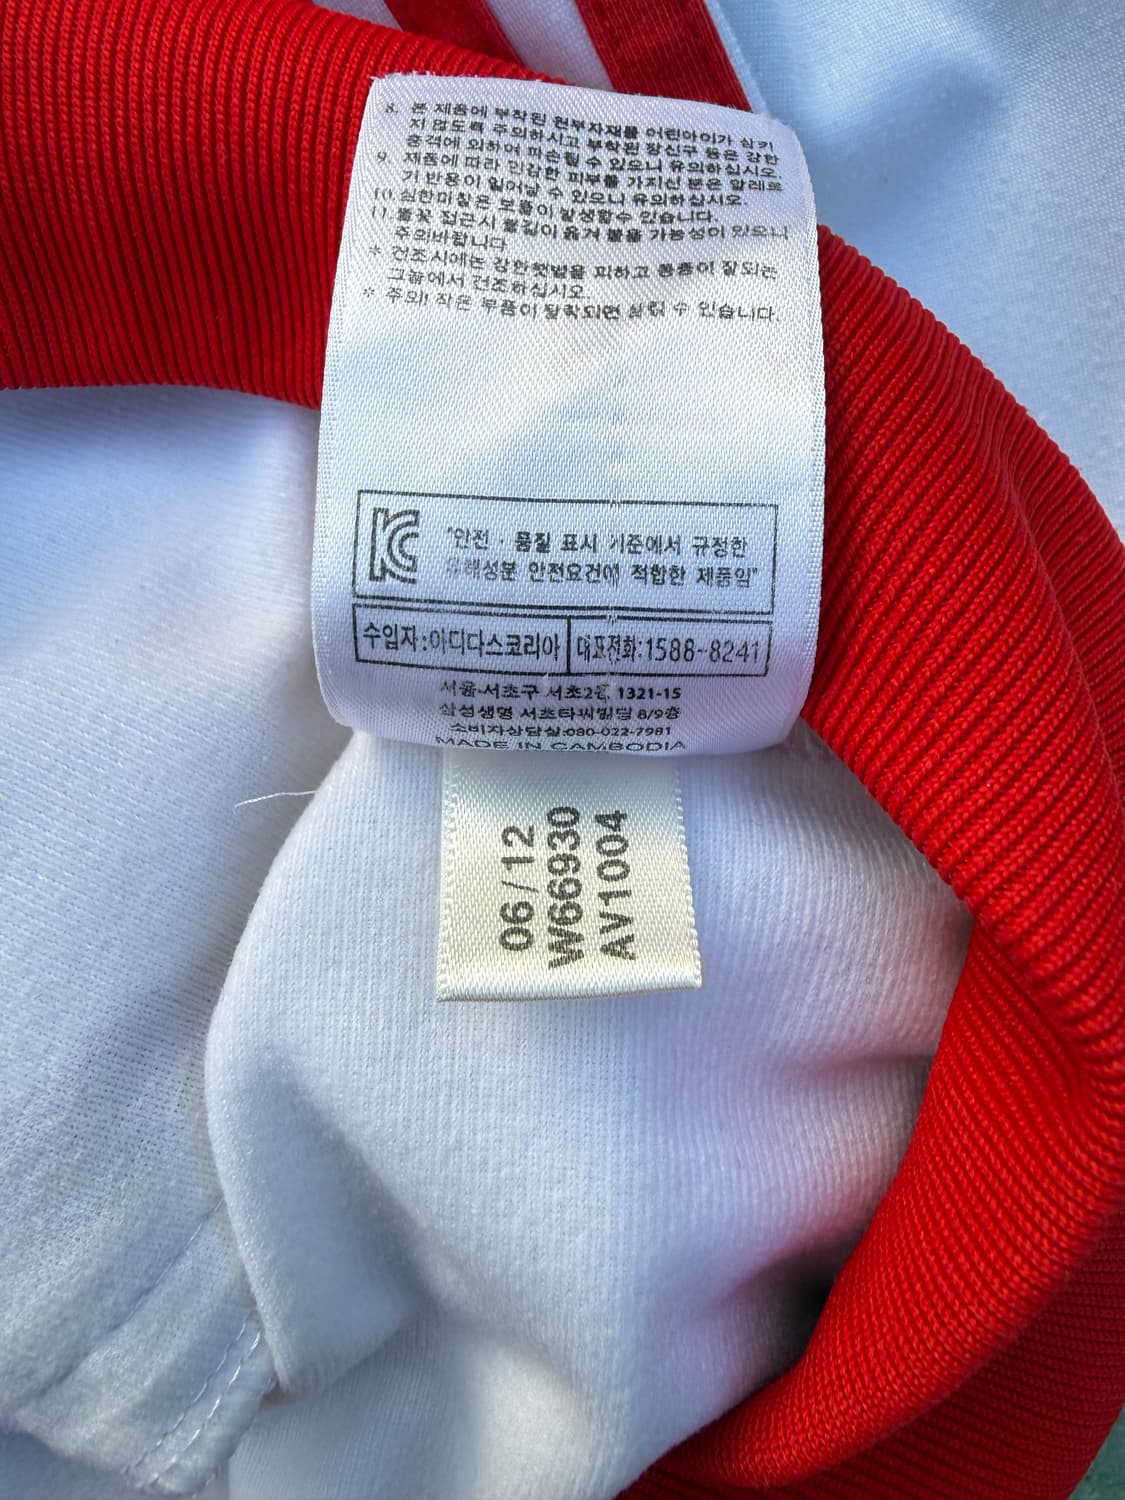 8. 본 제품에 부착된 원부자재를 어린아이가 삼키
지 않도록 주의하시고 부착된 장신구 등은 강한
충격에 의하여 파손될 수 있으니 유의하십시오.
9. 제품에 따라 민감한 피부를 가지신 분은 알레르
기 반응이 일어날 수 있으니 유의하십시오.
10. 심한마찰은 보풀이 발생할수 있습니다.
11. 불꽃 접근시 불길이 옮겨 붙을 가능성이 있으니
주의바랍니다
* 건조시에는 강한햇볕을 피하고 통풍이 잘되는
그늘에서 건조하십시오.
* 주의! 작은 부품이 탈락되면 삼킬 수 있습니다.
"안전 · 품질 표시 기준에서 규정한
유해성분 안전요건에 적합한 제품임"
수입자:아디다스코리아 대표전화:1588-8241
서울 서초구 서초2동 1321-15
삼성생명 서초타워빌딩 8/9층
소비자상담실:080-022-7981
MADE IN CAMBODIA
06/12
W66930
AV1004